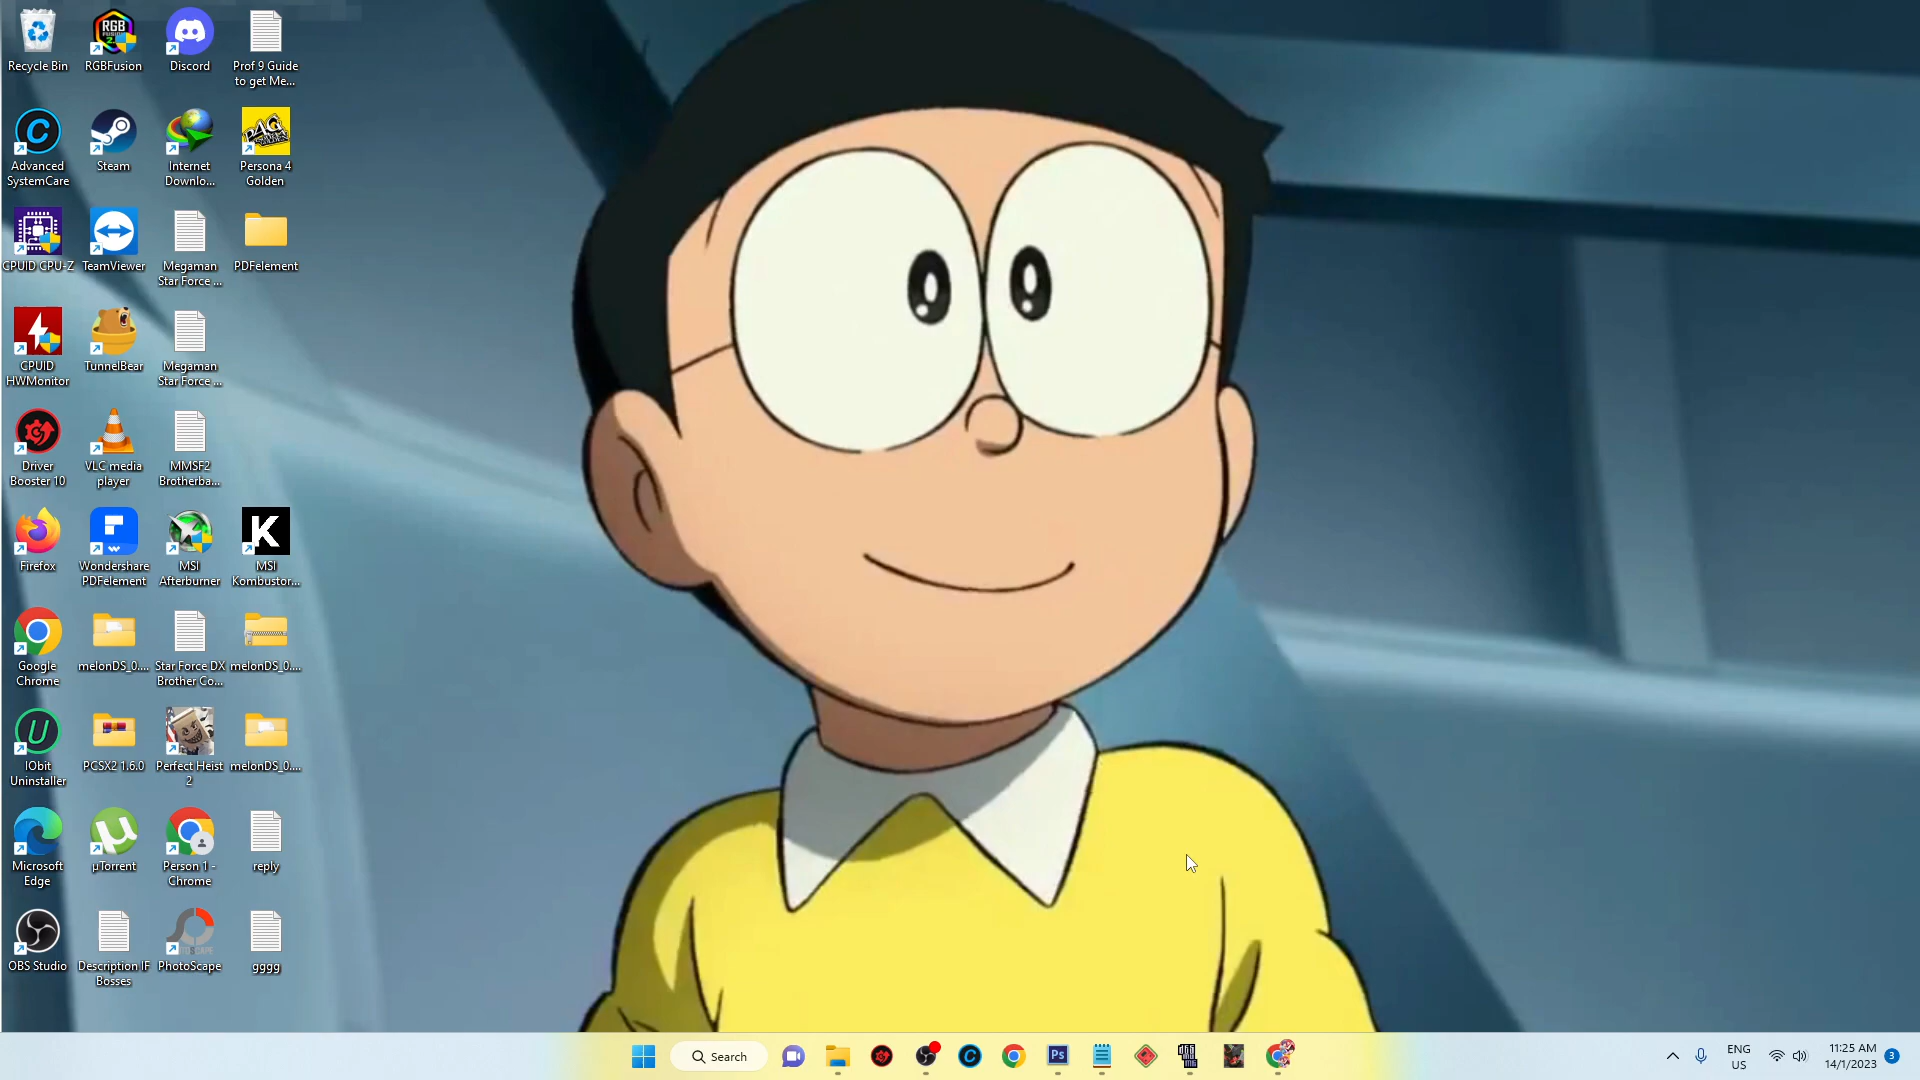 Recycle Bin
RGBFusion
Discord
Prof 9 Guide
to get Me...
Advanced
SystemCare
Steam
Internet
Downlo...
Persona 4
Golden
CPUID CPU-Z
TeamViewer
Megaman
Star Force ...
PDFelement
CPUID
HWMonitor
TunnelBear
Megaman
Star Force ...
Driver
Booster 10
VLC media
player
MMSF2
Brotherba...
Firefox
Wondershare
PDFelement
MSI
Afterburner
MSI
Kombustor...
Google
Chrome
melonDS_0....
Star Force DX
Brother Co...
melonDS_0....
IObit
Uninstaller
PCSX2 1.6.0
Perfect Heist
2
melonDS_0....
Microsoft
Edge
µTorrent
Person 1 -
Chrome
reply
OBS Studio
Description IF
Bosses
PhotoScape
gggg
Search
Ps
ENG
US
11:25 AM
14/1/2023
3